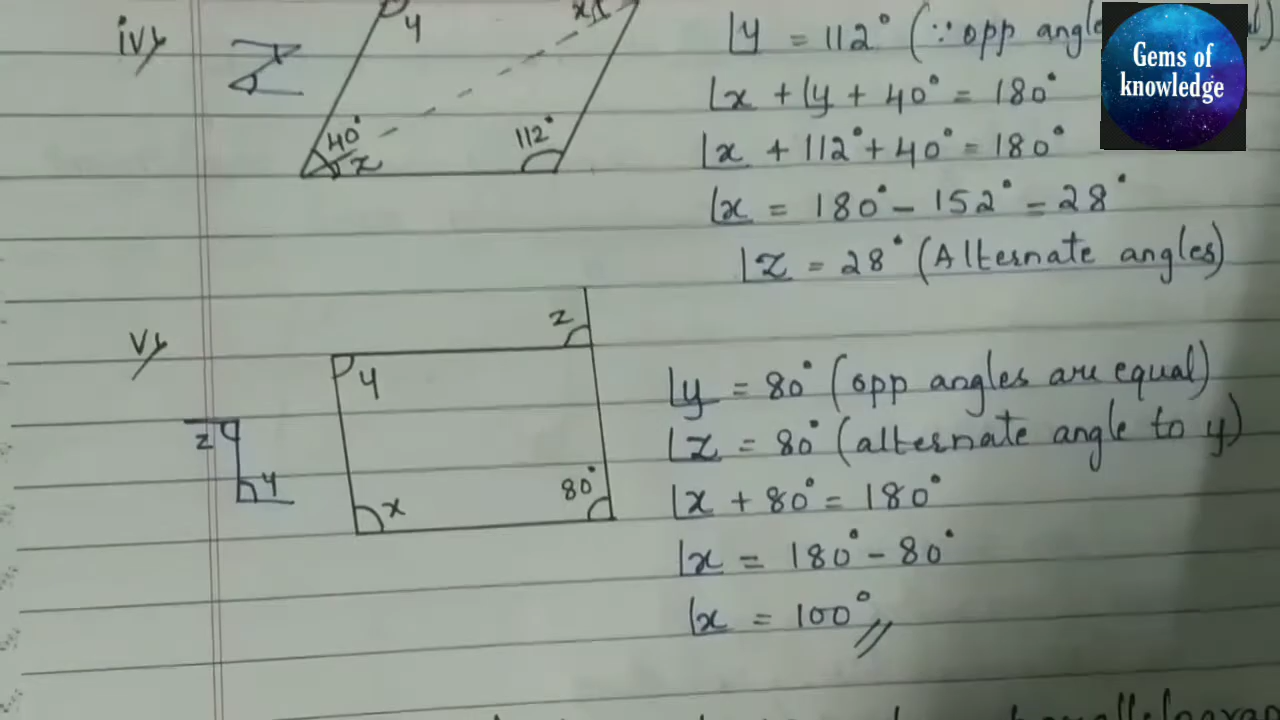 iv)
y
40°
x
112°
∠y = 112° (∵ opp
∠x + ∠y + 40° = 180°
∠x + 112° + 40° = 180°
∠x = 180° - 152° = 28°
∠z = 28° (Alternate angles)
Gems of
knowledge
v)
z
y
80°
x
z
y
∠y = 80° (opp angles are equal)
∠z = 80° (alternate angle to y)
∠x + 80° = 180°
∠x = 180° - 80°
∠x = 100° //